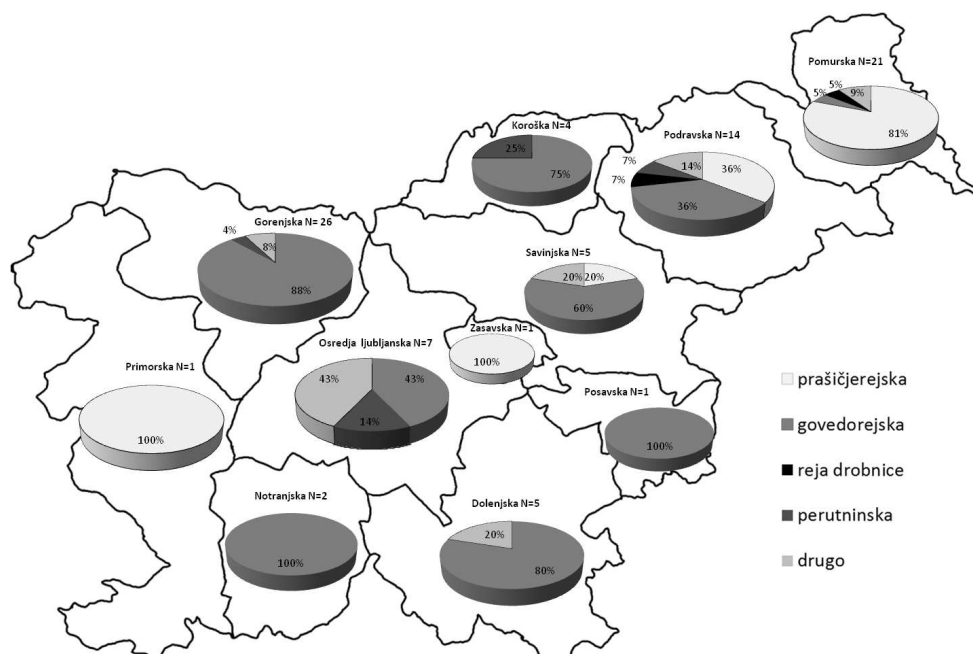 Pomurska N=21
5%
5%
9%
81%
Koroška N=4
25%
75%
Podravska N=14
7%
7%
14%
36%
36%
Gorenjska N= 26
4%
8%
88%
Savinjska N=5
20%
20%
60%
Zasavska N=1
100%
Osredja ljubljanska N=7
43%
43%
14%
Primorska N=1
100%
Posavska N=1
100%
Notranjska N=2
100%
Dolenjska N=5
20%
80%
prašičjerejska
govedorejska
reja drobnice
perutninska
drugo